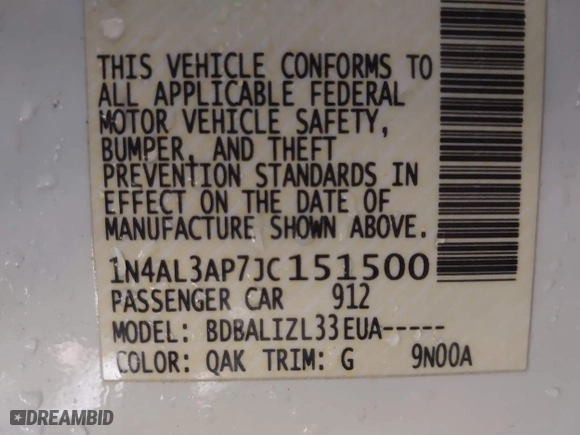 THIS VEHICLE CONFORMS TO
ALL APPLICABLE FEDERAL
MOTOR VEHICLE SAFETY,
BUMPER, AND THEFT
PREVENTION STANDARDS IN
EFFECT ON THE DATE OF
MANUFACTURE SHOWN ABOVE.
1N4AL3AP7JC151500
PASSENGER CAR 912
MODEL: BDBALIZL33EUA-----
COLOR: QAK TRIM: G 9N00A
DREAMBID